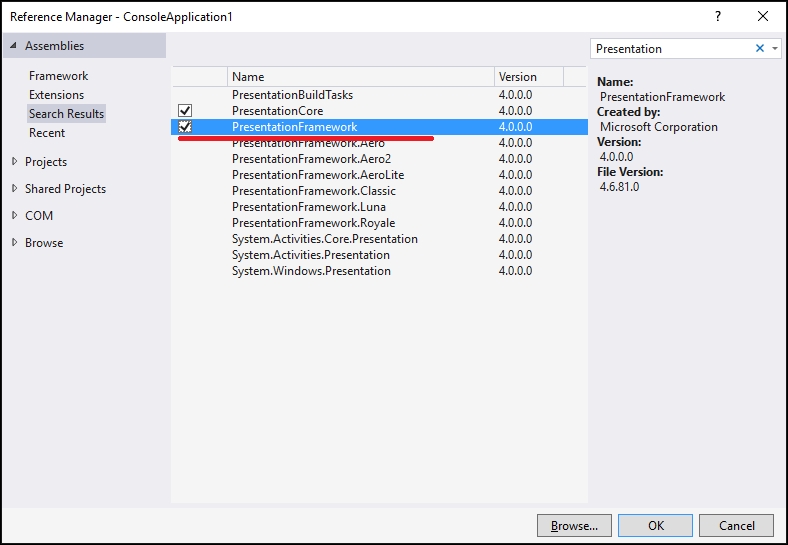 Reference Manager - ConsoleApplication1 ?
Assemblies
Framework
Extensions
Search Results
Recent
Projects
Shared Projects
COM
Browse
Name Version
PresentationBuildTasks 4.0.0.0
PresentationCore 4.0.0.0
PresentationFramework 4.0.0.0
PresentationFramework.Aero 4.0.0.0
PresentationFramework.Aero2 4.0.0.0
PresentationFramework.AeroLite 4.0.0.0
PresentationFramework.Classic 4.0.0.0
PresentationFramework.Luna 4.0.0.0
PresentationFramework.Royale 4.0.0.0
System.Activities.Core.Presentation 4.0.0.0
System.Activities.Presentation 4.0.0.0
System.Windows.Presentation 4.0.0.0
Presentation
Name:
PresentationFramework
Created by:
Microsoft Corporation
Version:
4.0.0.0
File Version:
4.6.81.0
Browse... OK Cancel